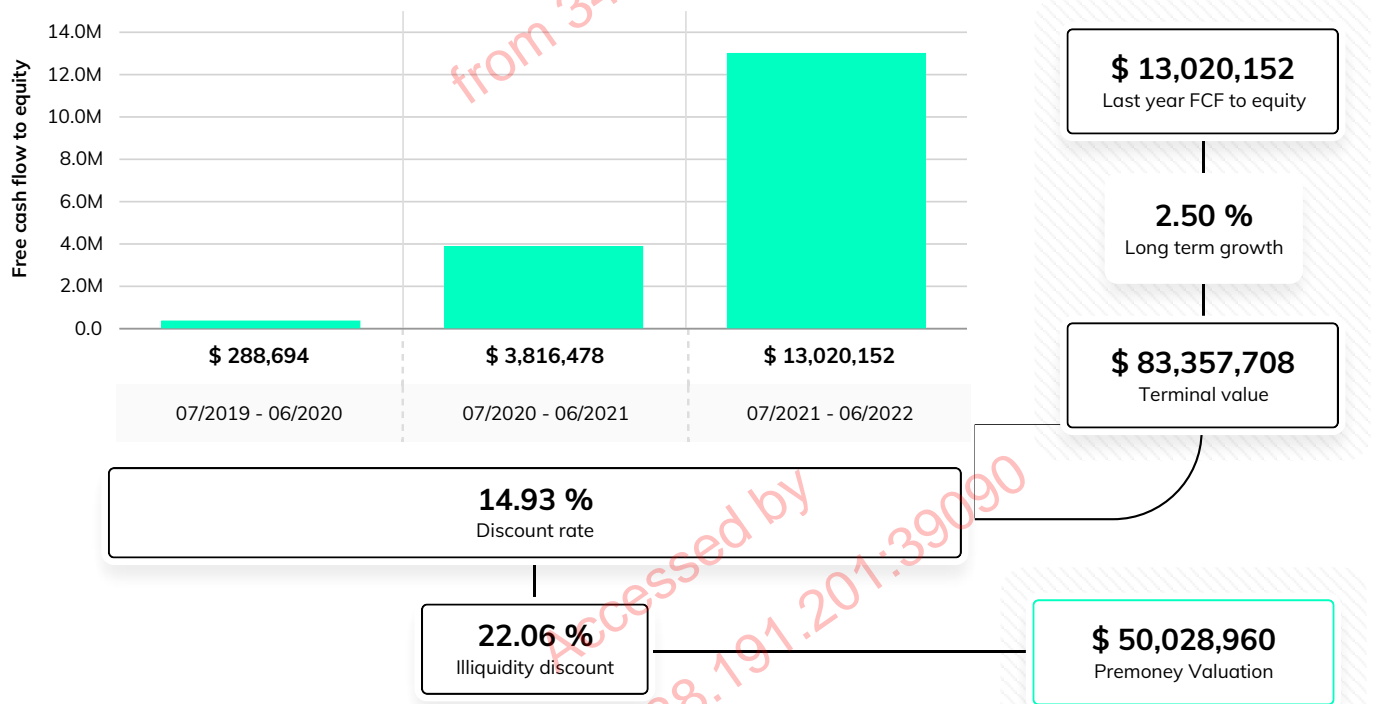 Free cash flow to equity
14.0M
12.0M
10.0M
8.0M
6.0M
4.0M
2.0M
0.0
$ 288,694
$ 3,816,478
$ 13,020,152
07/2019 - 06/2020
07/2020 - 06/2021
07/2021 - 06/2022
$ 13,020,152
Last year FCF to equity
2.50 %
Long term growth
$ 83,357,708
Terminal value
14.93 %
Discount rate
22.06 %
Illiquidity discount
$ 50,028,960
Premoney Valuation
from 34
Accessed by
38.191.201:39090